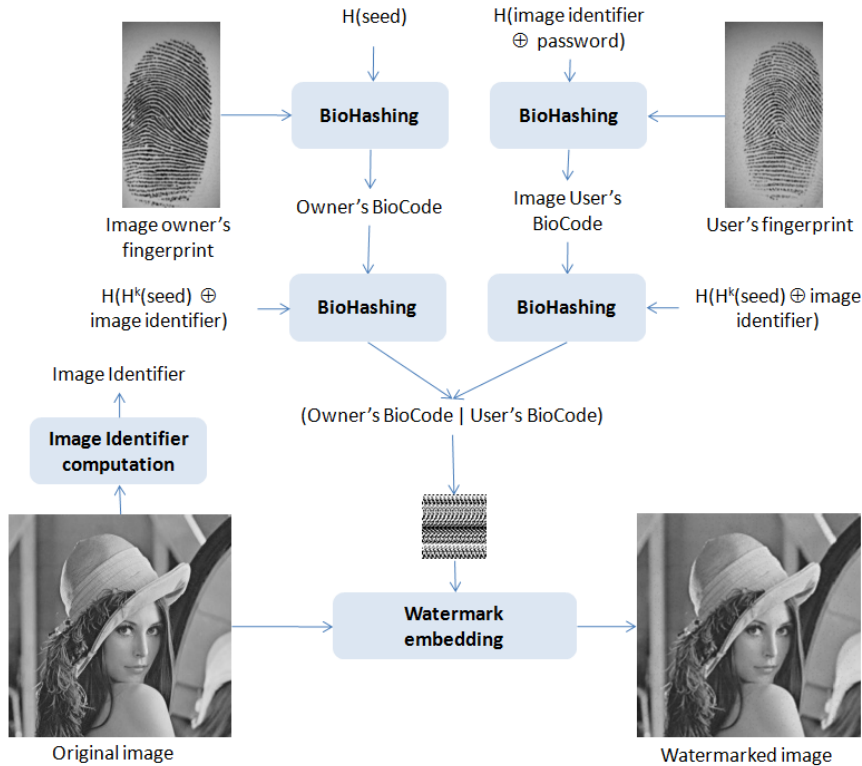 H(seed)
H(image identifier
⊕ password)
BioHashing
BioHashing
Image owner's
fingerprint
Owner's BioCode
Image User's
BioCode
User's fingerprint
H(Hᵏ(seed) ⊕
image identifier)
BioHashing
BioHashing
H(Hᵏ(seed) ⊕ image
identifier)
Image Identifier
(Owner's BioCode | User's BioCode)
Image Identifier
computation
Watermark
embedding
Original image
Watermarked image